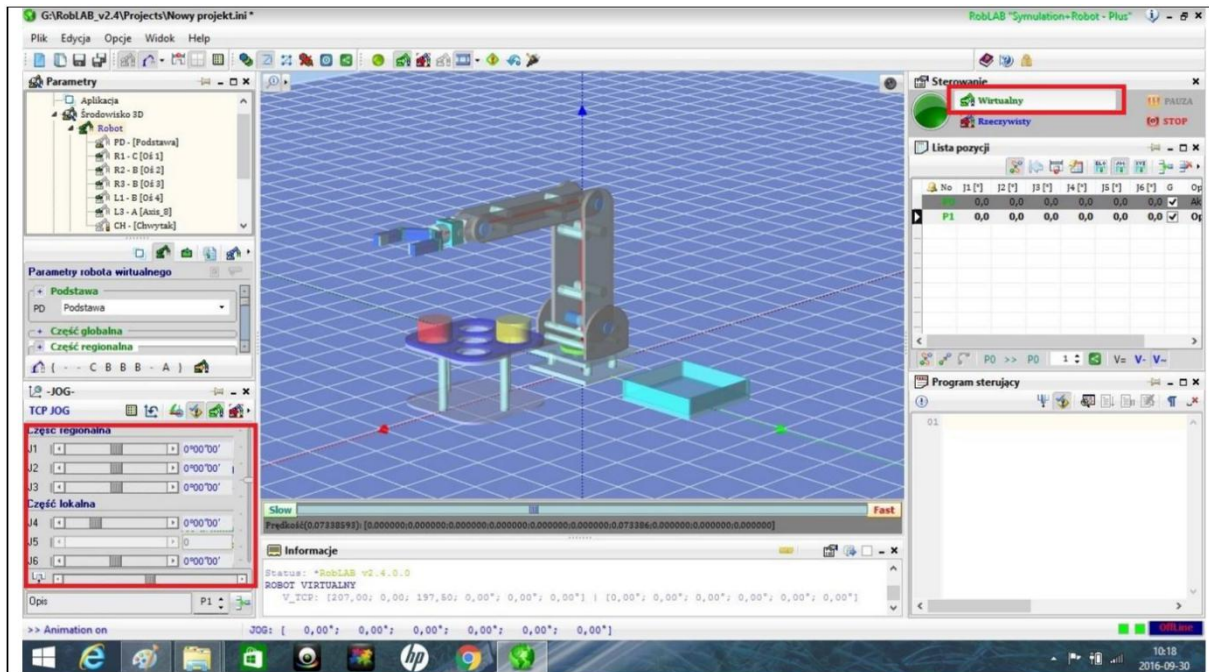 G:\RobLAB_v2.4\Projects\Nowy projekt.ini *
RobLAB "Symulation+Robot - Plus"
Plik Edycja Opcje Widok Help
Parametry
Aplikacja
Środowisko 3D
Robot
PD - [Podstawa]
R1 - C [Oś 1]
R2 - B [Oś 2]
R3 - B [Oś 3]
L1 - B [Oś 4]
L3 - A [Axis_8]
CH - [Chwytak]
Parametry robota wirtualnego
Podstawa
PD Podstawa
Część globalna
Część regionalna
( - - C B B B - A )
-JOG-
TCP JOG
Część regionalna
J1 0°00'00'
J2 0°00'00'
J3 0°00'00'
Część lokalna
J4 0°00'00'
J5 0
J6 0°00'00'
Opis P1
Slow Fast
Prędkość(0.07338593): [0.000000:0.000000:0.000000:0.000000:0.000000:0.000000:0.073386:0.000000:0.000000:0.000000]
Informacje
Status: *RobLAB v2.4.0.0
ROBOT VIRTUALNY
V_TCP: [207,00; 0,00; 197,50; 0,00°; 0,00°; 0,00°] | [0,00°; 0,00°; 0,00°; 0,00°; 0,00°; 0,00°]
Sterowanie
Wirtualny PAUZA
Rzeczywisty STOP
Lista pozycji
No J1 [°] J2 [°] J3 [°] J4 [°] J5 [°] J6 [°] G Op
P0 0,0 0,0 0,0 0,0 0,0 0,0 Ak
P1 0,0 0,0 0,0 0,0 0,0 0,0 Op
P0 >> P0 1 V= V- V~
Program sterujący
01
>> Animation on JOG: [ 0,00°; 0,00°; 0,00°; 0,00°; 0,00°; 0,00°] OffLine
10:18
2016-09-30